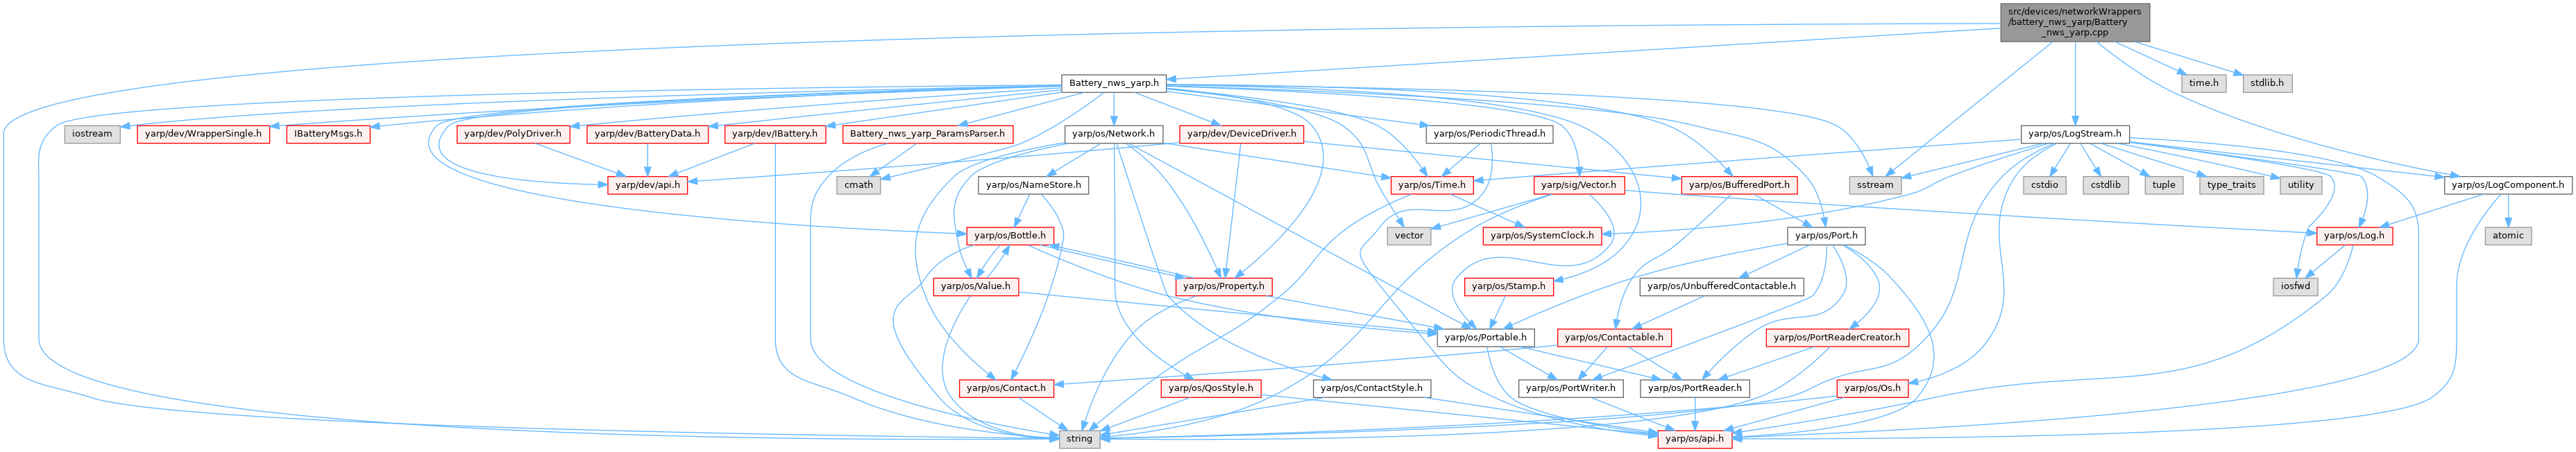 src/devices/networkWrappers
/battery_nws_yarp/Battery
_nws_yarp.cpp
Battery_nws_yarp.h
time.h
stdlib.h
iostream
yarp/dev/WrapperSingle.h
IBatteryMsgs.h
yarp/dev/PolyDriver.h
yarp/dev/BatteryData.h
yarp/dev/IBattery.h
Battery_nws_yarp_ParamsParser.h
yarp/os/Network.h
yarp/dev/DeviceDriver.h
yarp/os/PeriodicThread.h
yarp/os/LogStream.h
yarp/dev/api.h
cmath
yarp/os/NameStore.h
yarp/os/Time.h
yarp/sig/Vector.h
yarp/os/BufferedPort.h
sstream
cstdio
cstdlib
tuple
type_traits
utility
yarp/os/LogComponent.h
yarp/os/Bottle.h
vector
yarp/os/SystemClock.h
yarp/os/Port.h
yarp/os/Log.h
atomic
yarp/os/Value.h
yarp/os/Property.h
yarp/os/Stamp.h
yarp/os/UnbufferedContactable.h
iosfwd
yarp/os/Portable.h
yarp/os/Contactable.h
yarp/os/PortReaderCreator.h
yarp/os/Contact.h
yarp/os/QosStyle.h
yarp/os/ContactStyle.h
yarp/os/PortWriter.h
yarp/os/PortReader.h
yarp/os/Os.h
string
yarp/os/api.h